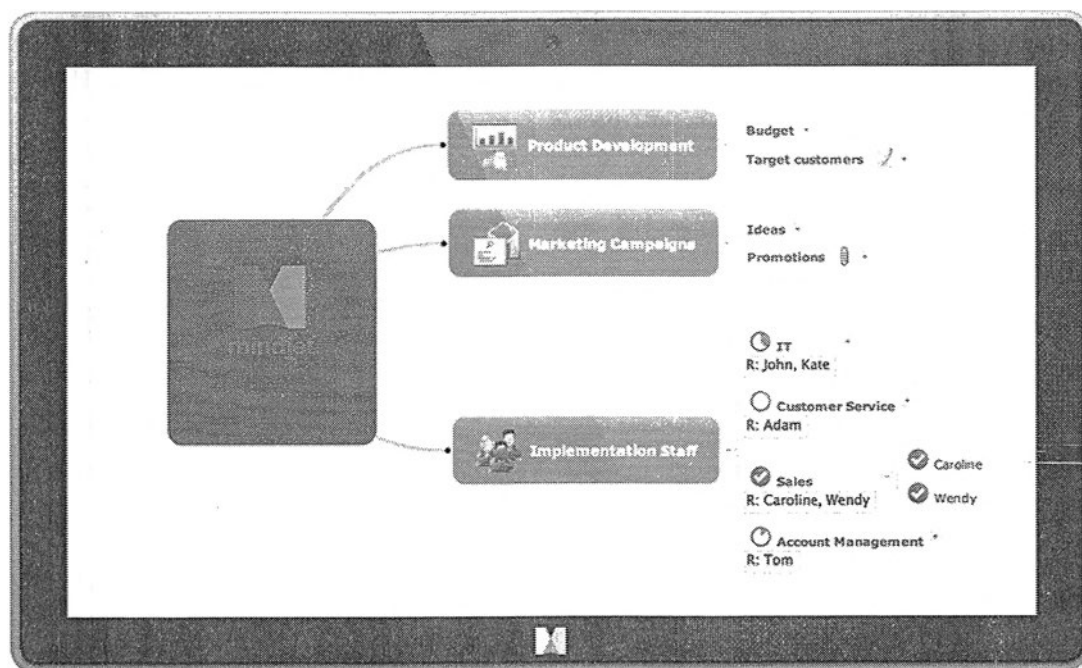 mindjet
Product Development
Budget
Target customers
Marketing Campaigns
Ideas
Promotions
Implementation Staff
IT
R: John, Kate
Customer Service
R: Adam
Sales
R: Caroline, Wendy
Caroline
Wendy
Account Management
R: Tom